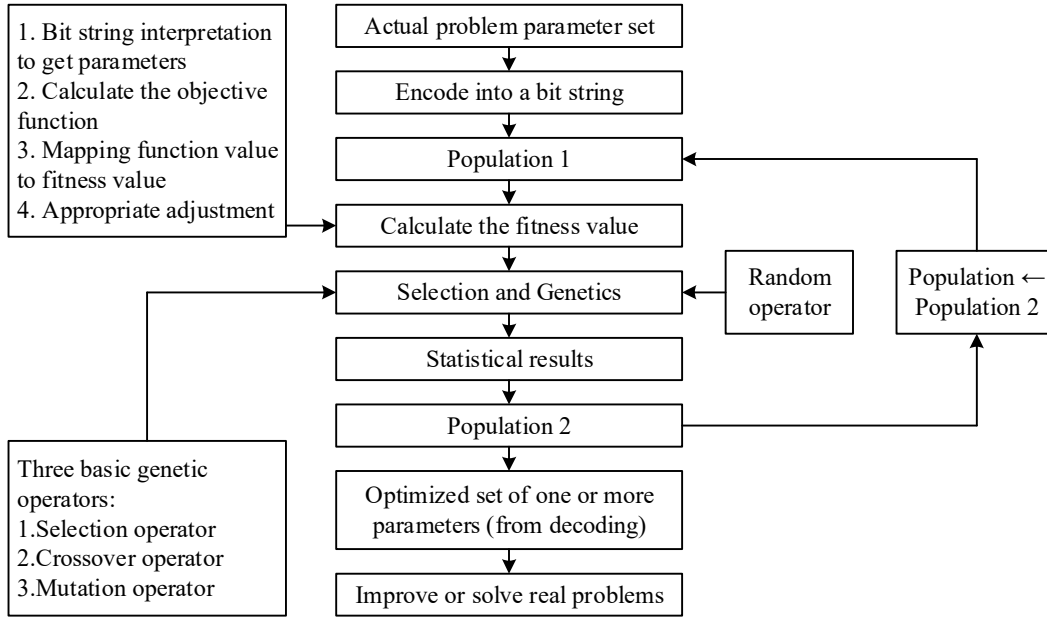 1. Bit string interpretation
to get parameters
2. Calculate the objective
function
3. Mapping function value
to fitness value
4. Appropriate adjustment
Actual problem parameter set
Encode into a bit string
Population 1
Calculate the fitness value
Selection and Genetics
Random
operator
Population ←
Population 2
Statistical results
Population 2
Three basic genetic
operators:
1.Selection operator
2.Crossover operator
3.Mutation operator
Optimized set of one or more
parameters (from decoding)
Improve or solve real problems